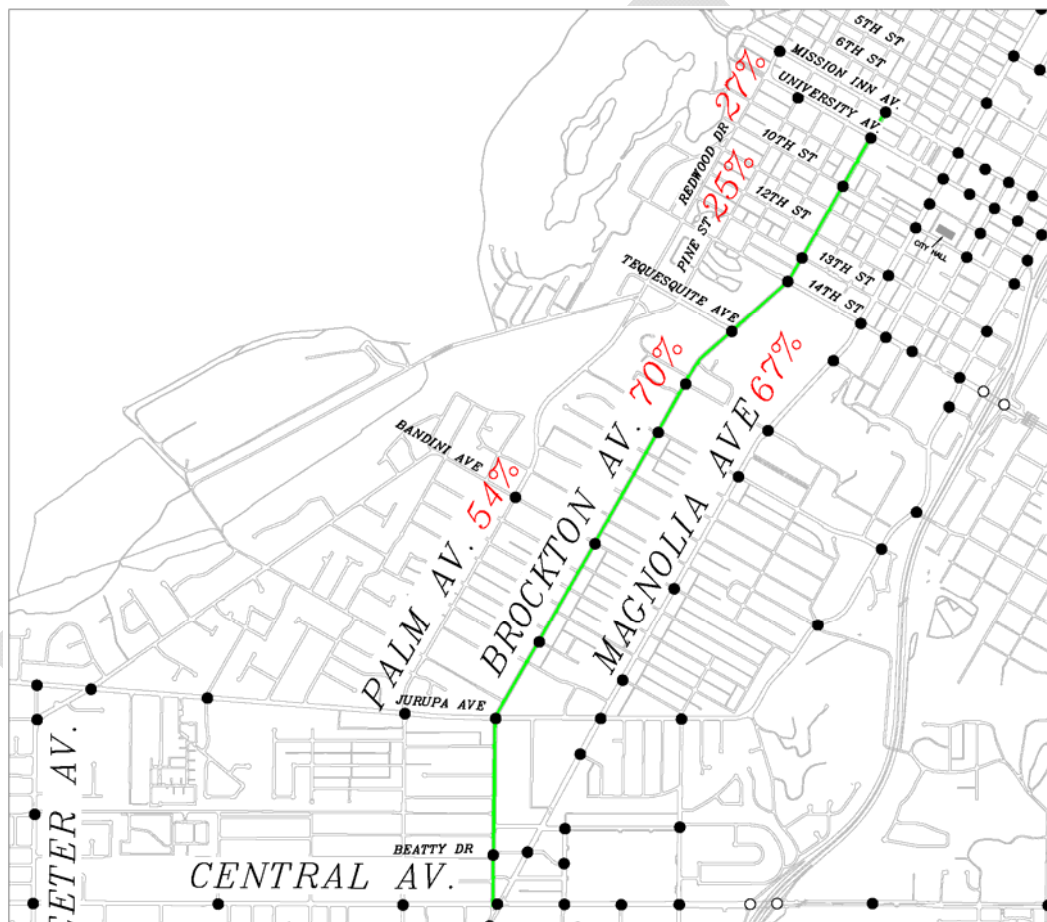 5TH ST
6TH ST
MISSION INN AV.
UNIVERSITY AV.
27%
REDWOOD DR
10TH ST
25%
12TH ST
PINE ST
CITY HALL
TEQUESQUITE AVE
13TH ST
14TH ST
70%
67%
BANDINI AVE
54%
PALM AV.
BROCKTON AV.
MAGNOLIA AVE
JURUPA AVE
ETER AV.
BEATTY DR
CENTRAL AV.